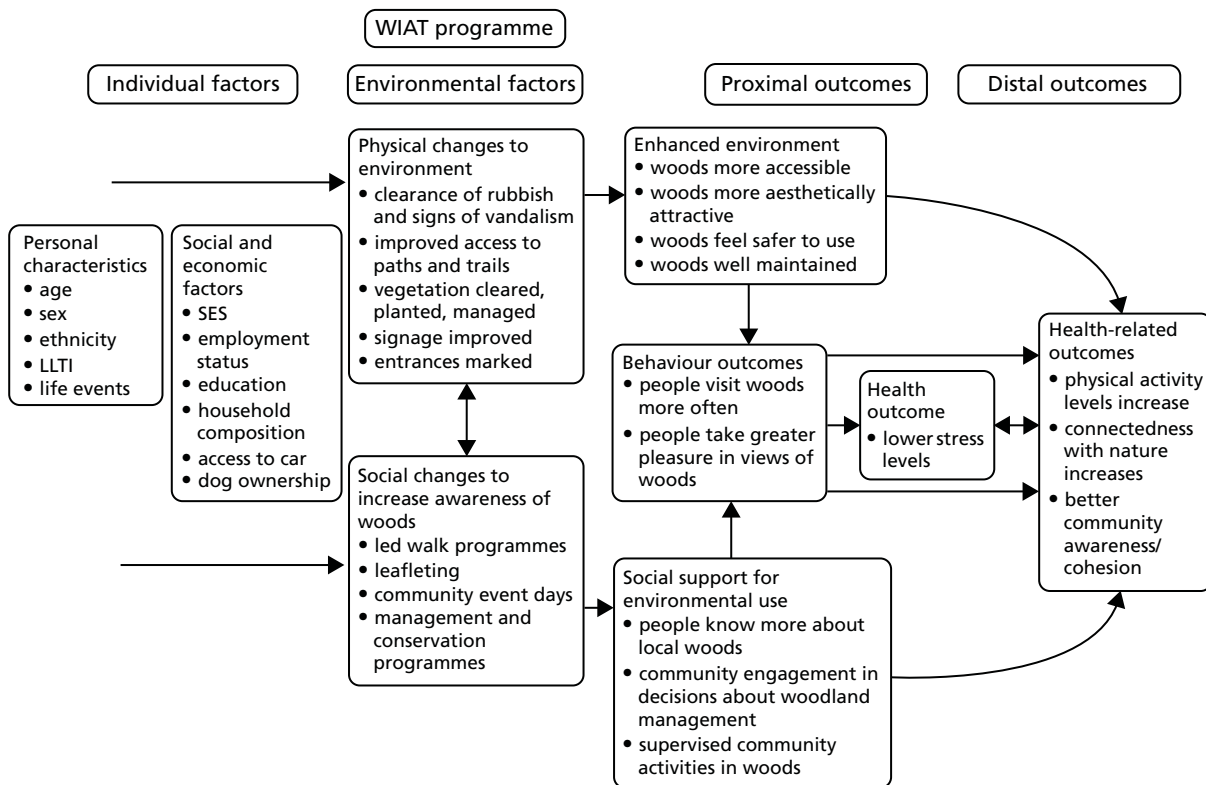 WIAT programme
Individual factors
Environmental factors
Proximal outcomes
Distal outcomes
Personal
characteristics
• age
• sex
• ethnicity
• LLTI
• life events
Social and
economic
factors
• SES
• employment
status
• education
• household
composition
• access to car
• dog ownership
Physical changes to
environment
• clearance of rubbish
and signs of vandalism
• improved access to
paths and trails
• vegetation cleared,
planted, managed
• signage improved
• entrances marked
Social changes to
increase awareness of
woods
• led walk programmes
• leafleting
• community event days
• management and
conservation
programmes
Enhanced environment
• woods more accessible
• woods more aesthetically
attractive
• woods feel safer to use
• woods well maintained
Behaviour outcomes
• people visit woods
more often
• people take greater
pleasure in views of
woods
Health
outcome
• lower stress
levels
Social support for
environmental use
• people know more about
local woods
• community engagement in
decisions about woodland
management
• supervised community
activities in woods
Health-related
outcomes
• physical activity
levels increase
• connectedness
with nature
increases
• better
community
awareness/
cohesion